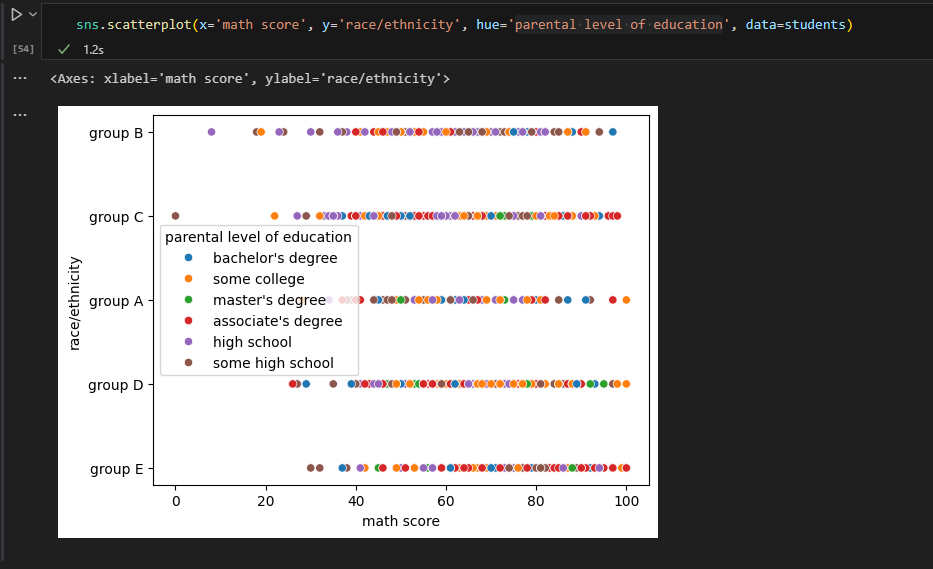 sns.scatterplot(x='math score', y='race/ethnicity', hue='parental level of education', data=students)
[54]
1.2s
...
<Axes: xlabel='math score', ylabel='race/ethnicity'>
...
group B
group C
parental level of education
bachelor's degree
some college
master's degree
associate's degree
high school
some high school
race/ethnicity
group A
group D
group E
0 20 40 60 80 100
math score